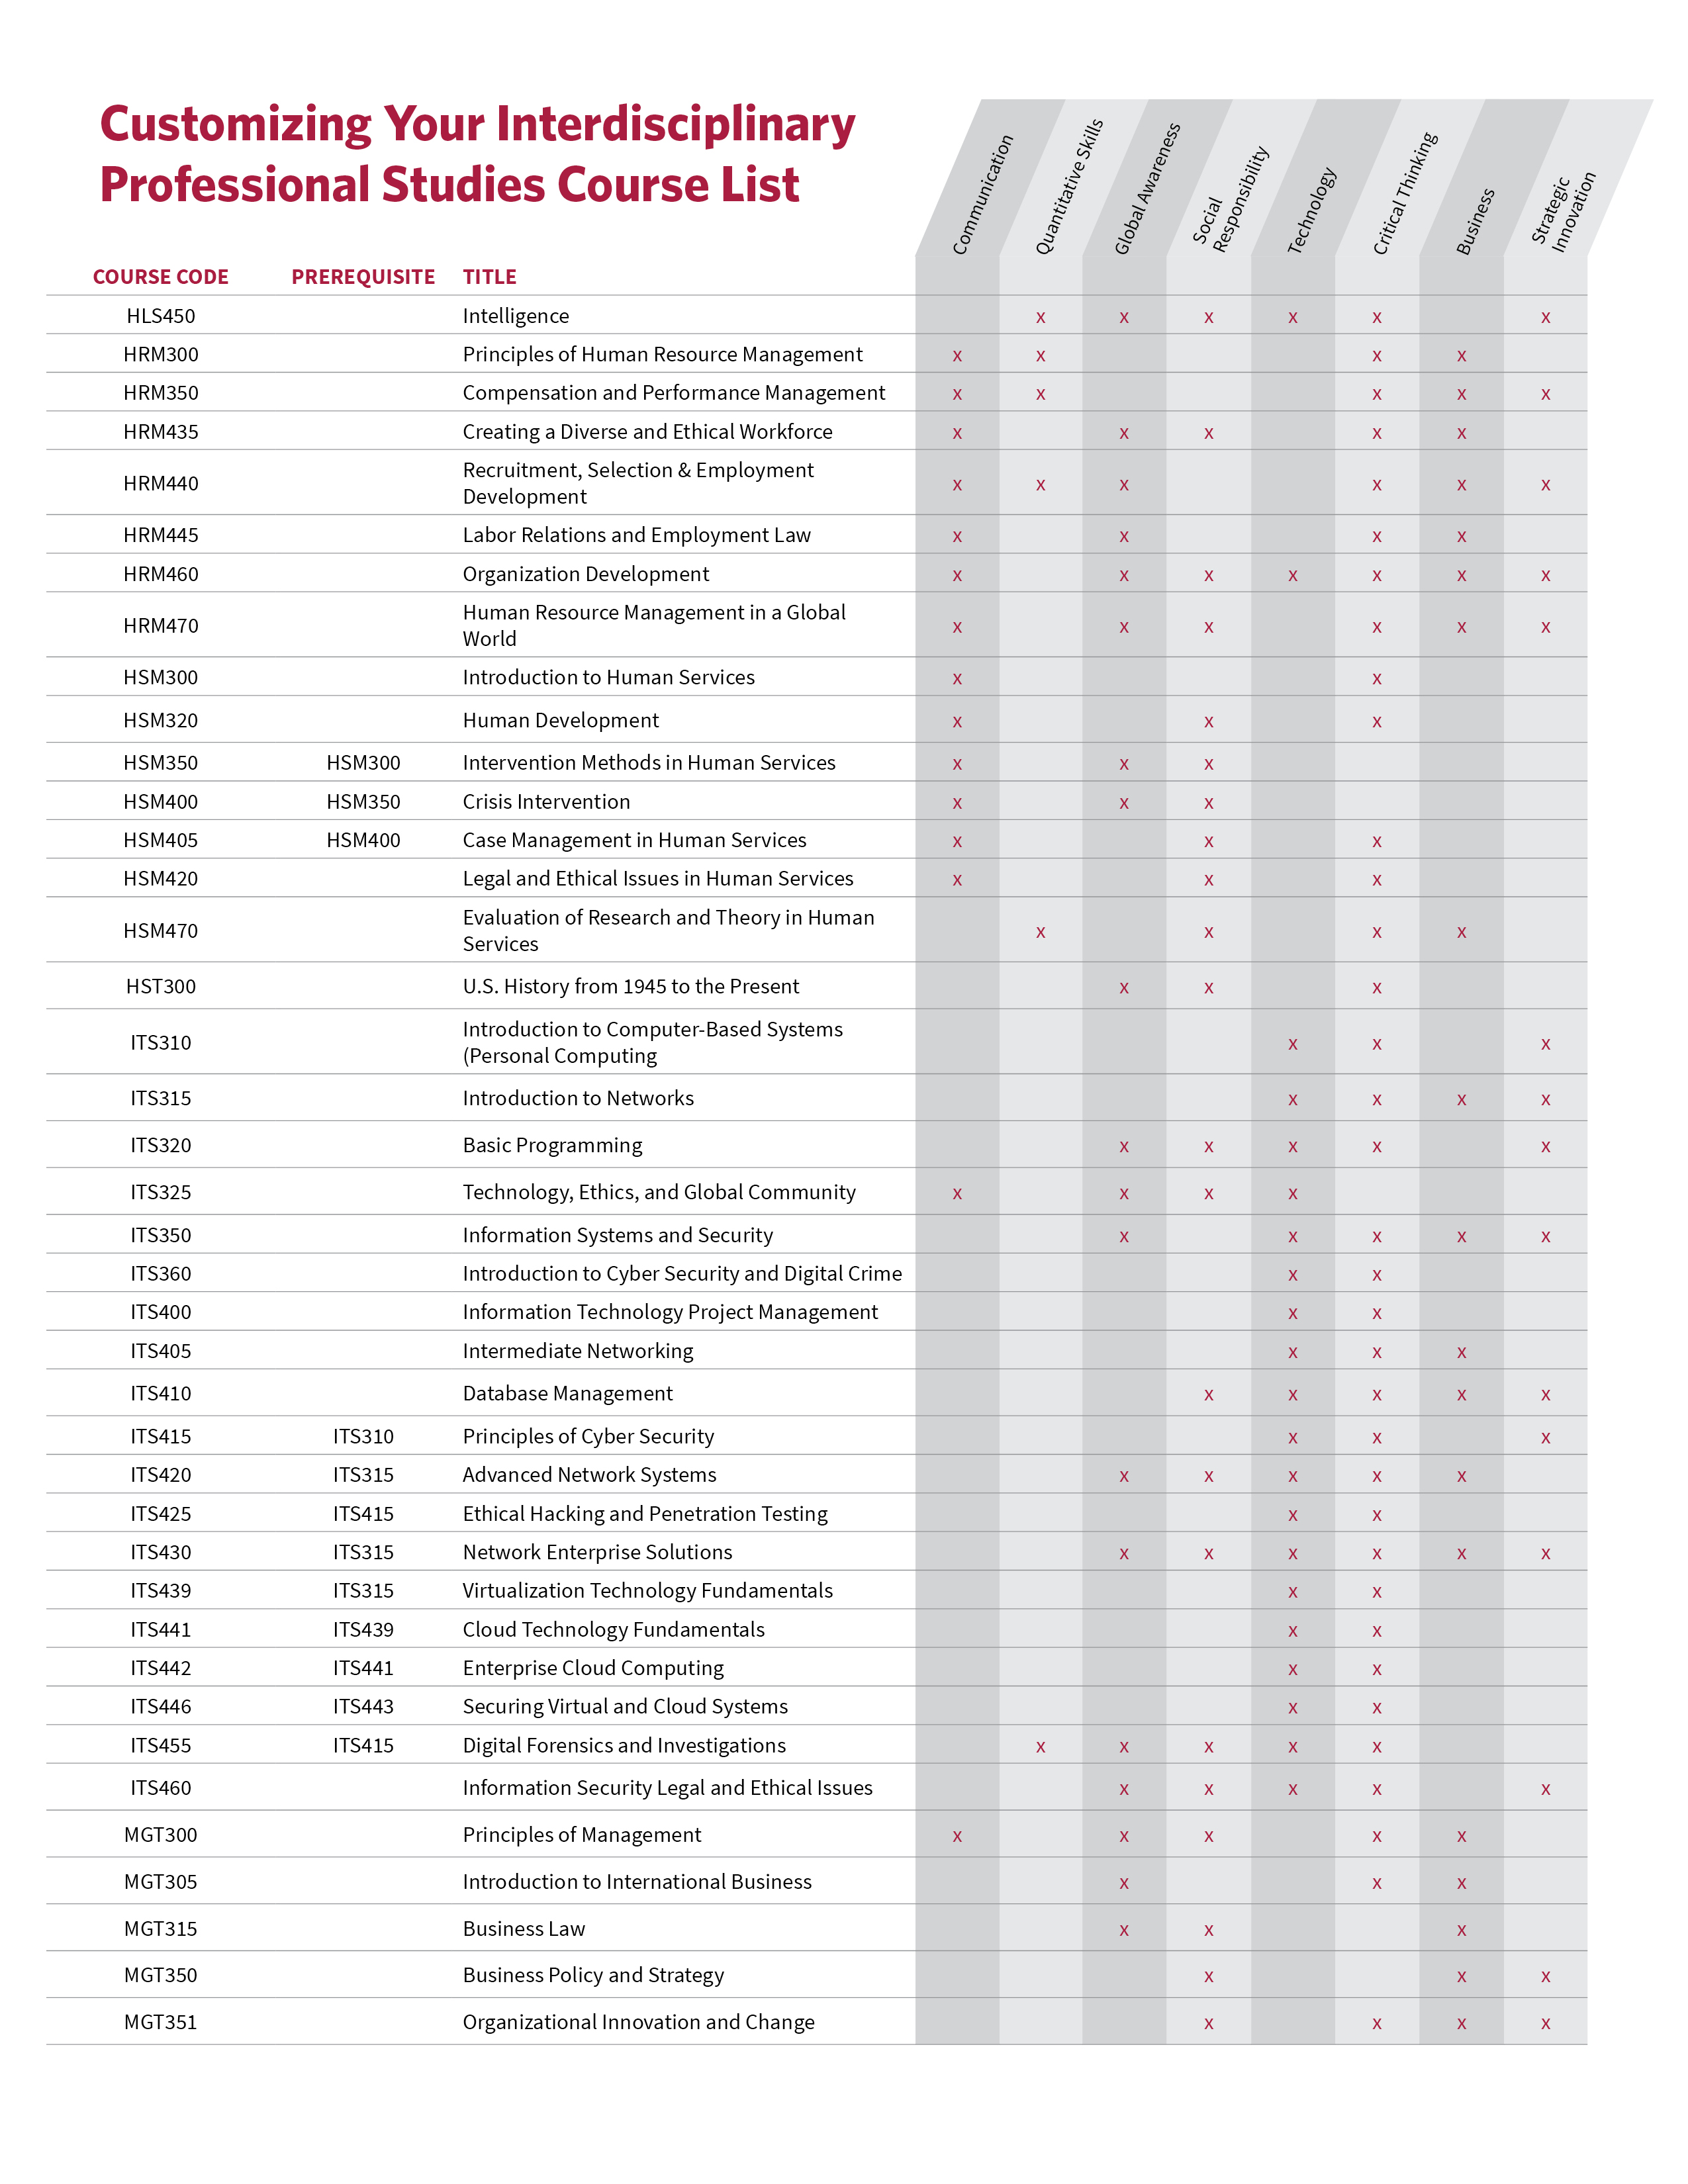 Customizing Your Interdisciplinary
Professional Studies Course List
Communication
Quantitative Skills
Global Awareness
Social
Responsibility
Technology
Critical Thinking
Business
Strategic
Innovation
COURSE CODE PREREQUISITE TITLE
HLS450 Intelligence x x x x x x
HRM300 Principles of Human Resource Management x x x x
HRM350 Compensation and Performance Management x x x x x
HRM435 Creating a Diverse and Ethical Workforce x x x x x
HRM440 Recruitment, Selection & Employment
Development x x x x x x
HRM445 Labor Relations and Employment Law x x x x
HRM460 Organization Development x x x x x x x
HRM470 Human Resource Management in a Global
World x x x x x x
HSM300 Introduction to Human Services x x
HSM320 Human Development x x x
HSM350 HSM300 Intervention Methods in Human Services x x x
HSM400 HSM350 Crisis Intervention x x x
HSM405 HSM400 Case Management in Human Services x x x
HSM420 Legal and Ethical Issues in Human Services x x x
HSM470 Evaluation of Research and Theory in Human
Services x x x x
HST300 U.S. History from 1945 to the Present x x x
ITS310 Introduction to Computer-Based Systems
(Personal Computing x x x
ITS315 Introduction to Networks x x x x
ITS320 Basic Programming x x x x x
ITS325 Technology, Ethics, and Global Community x x x x
ITS350 Information Systems and Security x x x x x
ITS360 Introduction to Cyber Security and Digital Crime x x
ITS400 Information Technology Project Management x x
ITS405 Intermediate Networking x x x
ITS410 Database Management x x x x x
ITS415 ITS310 Principles of Cyber Security x x x
ITS420 ITS315 Advanced Network Systems x x x x x
ITS425 ITS415 Ethical Hacking and Penetration Testing x x
ITS430 ITS315 Network Enterprise Solutions x x x x x x
ITS439 ITS315 Virtualization Technology Fundamentals x x
ITS441 ITS439 Cloud Technology Fundamentals x x
ITS442 ITS441 Enterprise Cloud Computing x x
ITS446 ITS443 Securing Virtual and Cloud Systems x x
ITS455 ITS415 Digital Forensics and Investigations x x x x x
ITS460 Information Security Legal and Ethical Issues x x x x x
MGT300 Principles of Management x x x x x
MGT305 Introduction to International Business x x x
MGT315 Business Law x x x
MGT350 Business Policy and Strategy x x x
MGT351 Organizational Innovation and Change x x x x